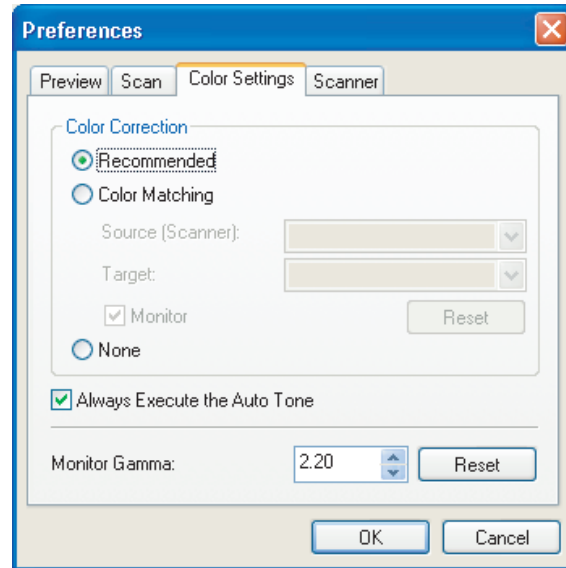 Preferences
Preview Scan Color Settings Scanner
Color Correction
Recommended
Color Matching
Source (Scanner):
Target:
Monitor Reset
None
Always Execute the Auto Tone
Monitor Gamma: 2.20 Reset
OK Cancel